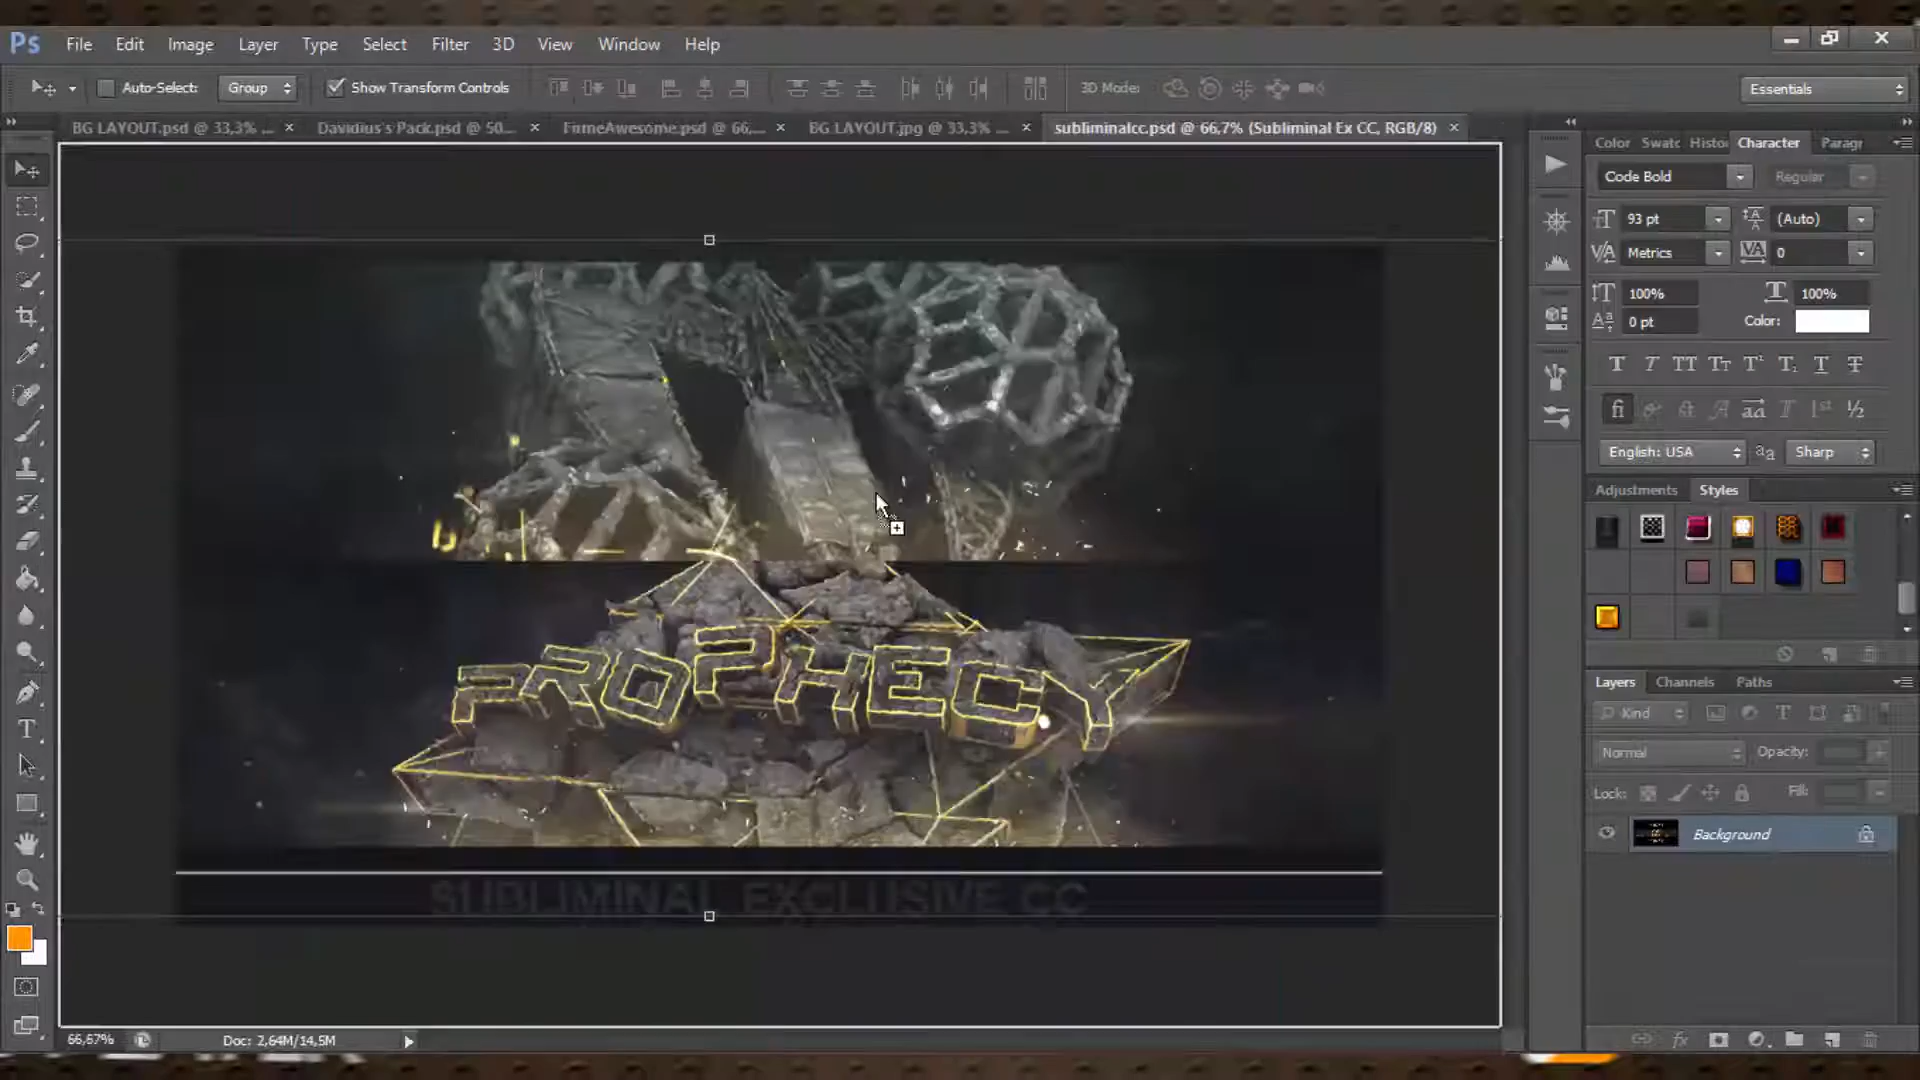 Ps File Edit Image Layer Type Select Filter 3D View Window Help
Auto-Select: Group Show Transform Controls 3D Mode: Essentials
BG LAYOUT.psd @ 33,3% ... × Davidius's Pack.psd @ 50... × FumeAwesome.psd @ 66,... × BG LAYOUT.jpg @ 33,3% ... × subliminalcc.psd @ 66,7% (Subliminal Ex CC, RGB/8) ×
Color Swatc Histo Character Paragr
Code Bold Regular
93 pt (Auto)
Metrics 0
100% 100%
0 pt Color:
English: USA Sharp
Adjustments Styles
PROPHECY
Layers Channels Paths
Kind
Normal Opacity:
Lock: Fill:
Background
SUBLIMINAL EXCLUSIVE CC
66,67% Doc: 2,64M/14,5M